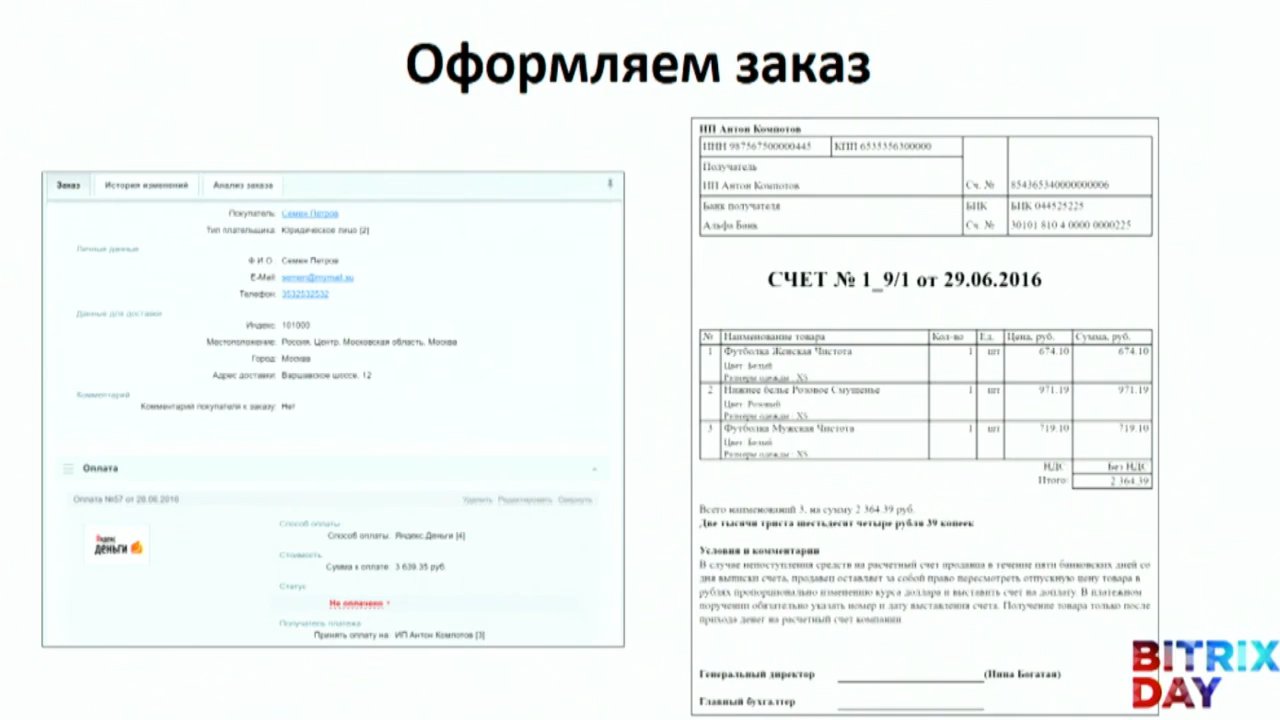 Оформляем заказ
Заказ История изменений Анализ заказа
Покупатель: Семен Петров
Тип плательщика: Юридическое лицо [2]
Личные данные
Ф.И.О.: Семен Петров
E-Mail: semen@mymail.su
Телефон: 3532532532
Данные для доставки
Индекс: 101000
Местоположение: Россия, Центр, Московская область, Москва
Город: Москва
Адрес доставки: Варшавское шоссе, 12
Комментарий
Комментарий покупателя к заказу: Нет
Оплата
Оплата №57 от 28.06.2016 Удалить Редактировать Свернуть
Яндекс
деньги
Способ оплаты
Способ оплаты: Яндекс.Деньги [4]
Стоимость
Сумма к оплате: 3 639.35 руб.
Статус
Не оплачено
Получатель платежа
Принять оплату на: ИП Антон Компотов [3]
ИП Антон Компотов
ИНН 987567500000445 КПП 6535356300000
Получатель
ИП Антон Компотов Сч. № 854365340000000006
Банк получателя БИК БИК 044525225
Альфа Банк Сч. № 30101 810 4 0000 0000225
СЧЕТ № 1_9/1 от 29.06.2016
№ Наименование товара Кол-во Ед. Цена, руб. Сумма, руб.
1 Футболка Женская Чистота 1 шт 674.10 674.10
Цвет: Белый
Размеры одежды: XS
2 Нижнее белье Розовое Смущенье 1 шт 971.19 971.19
Цвет: Розовый
Размеры одежды: XS
3 Футболка Мужская Чистота 1 шт 719.10 719.10
Цвет: Белый
Размеры одежды: XS
НДС: Без НДС
Итого: 2 364.39
Всего наименований 3, на сумму 2 364.39 руб.
Две тысячи триста шестьдесят четыре рубля 39 копеек
Условия и комментарии
В случае непоступления средств на расчетный счет продавца в течение пяти банковских дней со
дня выписки счета, продавец оставляет за собой право пересмотреть отпускную цену товара в
рублях пропорционально изменению курса доллара и выставить счет на доплату. В платежном
поручении обязательно указать номер и дату выставления счета. Получение товара только после
прихода денег на расчетный счет компании
Генеральный директор (Нина Богатая)
Главный бухгалтер
BITRIX
DAY